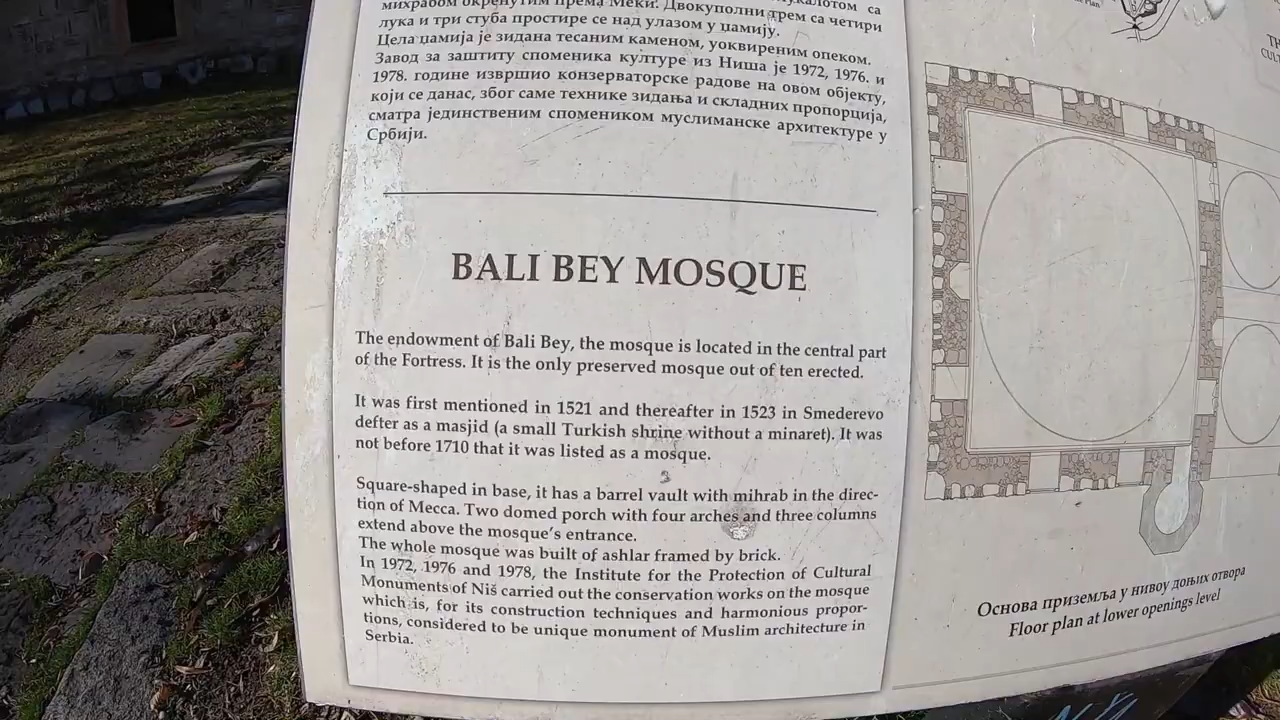 михрабом окренутим према Меки. Двокуполни трем са четири
лука и три стуба простире се над улазом у џамију.
Цела џамија је зидана тесаним каменом, уоквиреним опеком.
Завод за заштиту споменика културе из Ниша је 1972, 1976. и
1978. године извршио конзерваторске радове на овом објекту,
који се данас, због саме технике зидања и складних пропорција,
сматра јединственим спомеником муслиманске архитектуре у
Србији.
BALI BEY MOSQUE
The endowment of Bali Bey, the mosque is located in the central part
of the Fortress. It is the only preserved mosque out of ten erected.
It was first mentioned in 1521 and thereafter in 1523 in Smederevo
defter as a masjid (a small Turkish shrine without a minaret). It was
not before 1710 that it was listed as a mosque.
Square-shaped in base, it has a barrel vault with mihrab in the direc-
tion of Mecca. Two domed porch with four arches and three columns
extend above the mosque's entrance.
The whole mosque was built of ashlar framed by brick.
In 1972, 1976 and 1978, the Institute for the Protection of Cultural
Monuments of Niš carried out the conservation works on the mosque
which is, for its construction techniques and harmonious propor-
tions, considered to be unique monument of Muslim architecture in
Serbia.
Plan
Основа приземља у нивоу доњих отвора
Floor plan at lower openings level